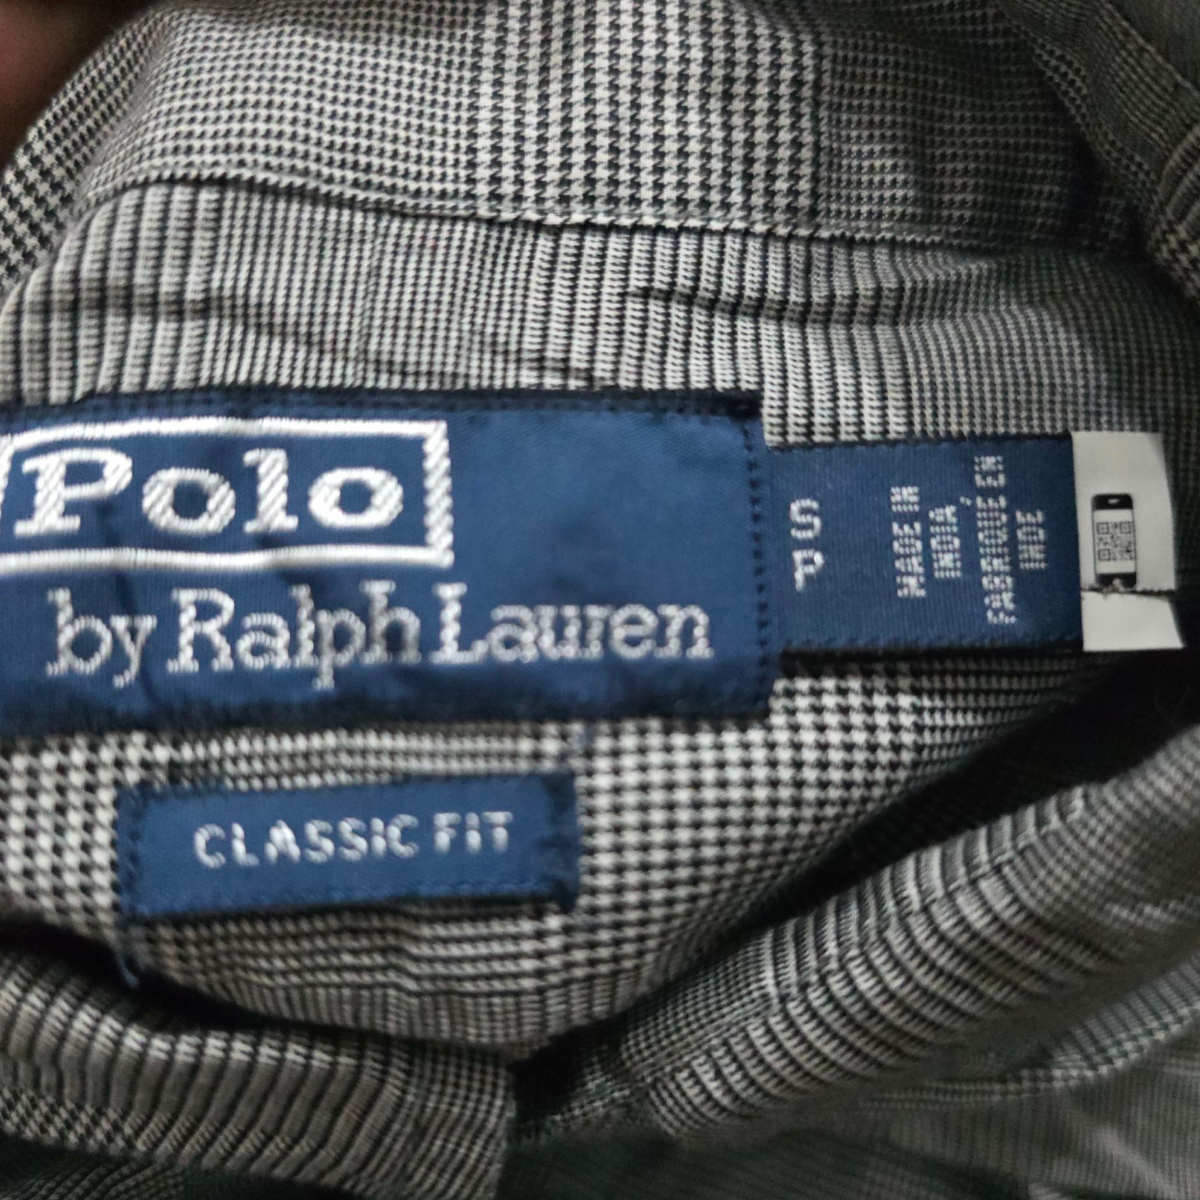 Polo
by Ralph Lauren
S
P
MADE IN
INDIA,
FABRIQUÉ EN
INDE
CLASSIC FIT